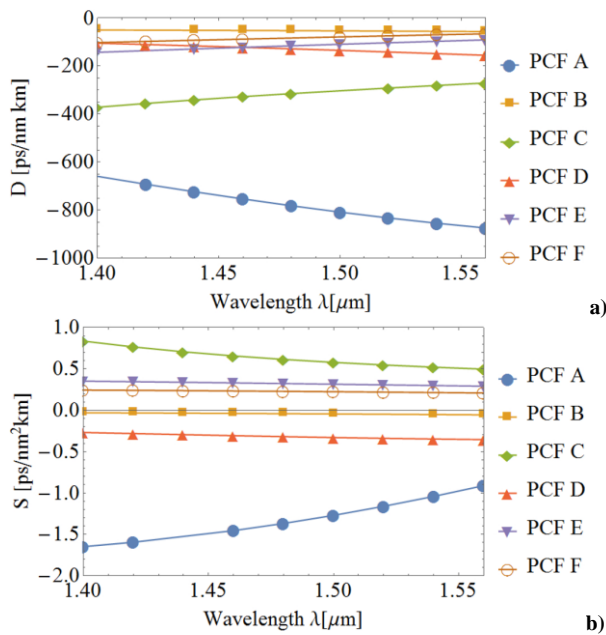 0
−200
−400
−600
−800
−1000
D [ps/nm km]
1.40
1.45
1.50
1.55
Wavelength λ[μm]
PCF A
PCF B
PCF C
PCF D
PCF E
PCF F
a)
1.0
0.5
0.0
−0.5
−1.0
−1.5
−2.0
S [ps/nm²km]
1.40
1.45
1.50
1.55
Wavelength λ[μm]
PCF A
PCF B
PCF C
PCF D
PCF E
PCF F
b)